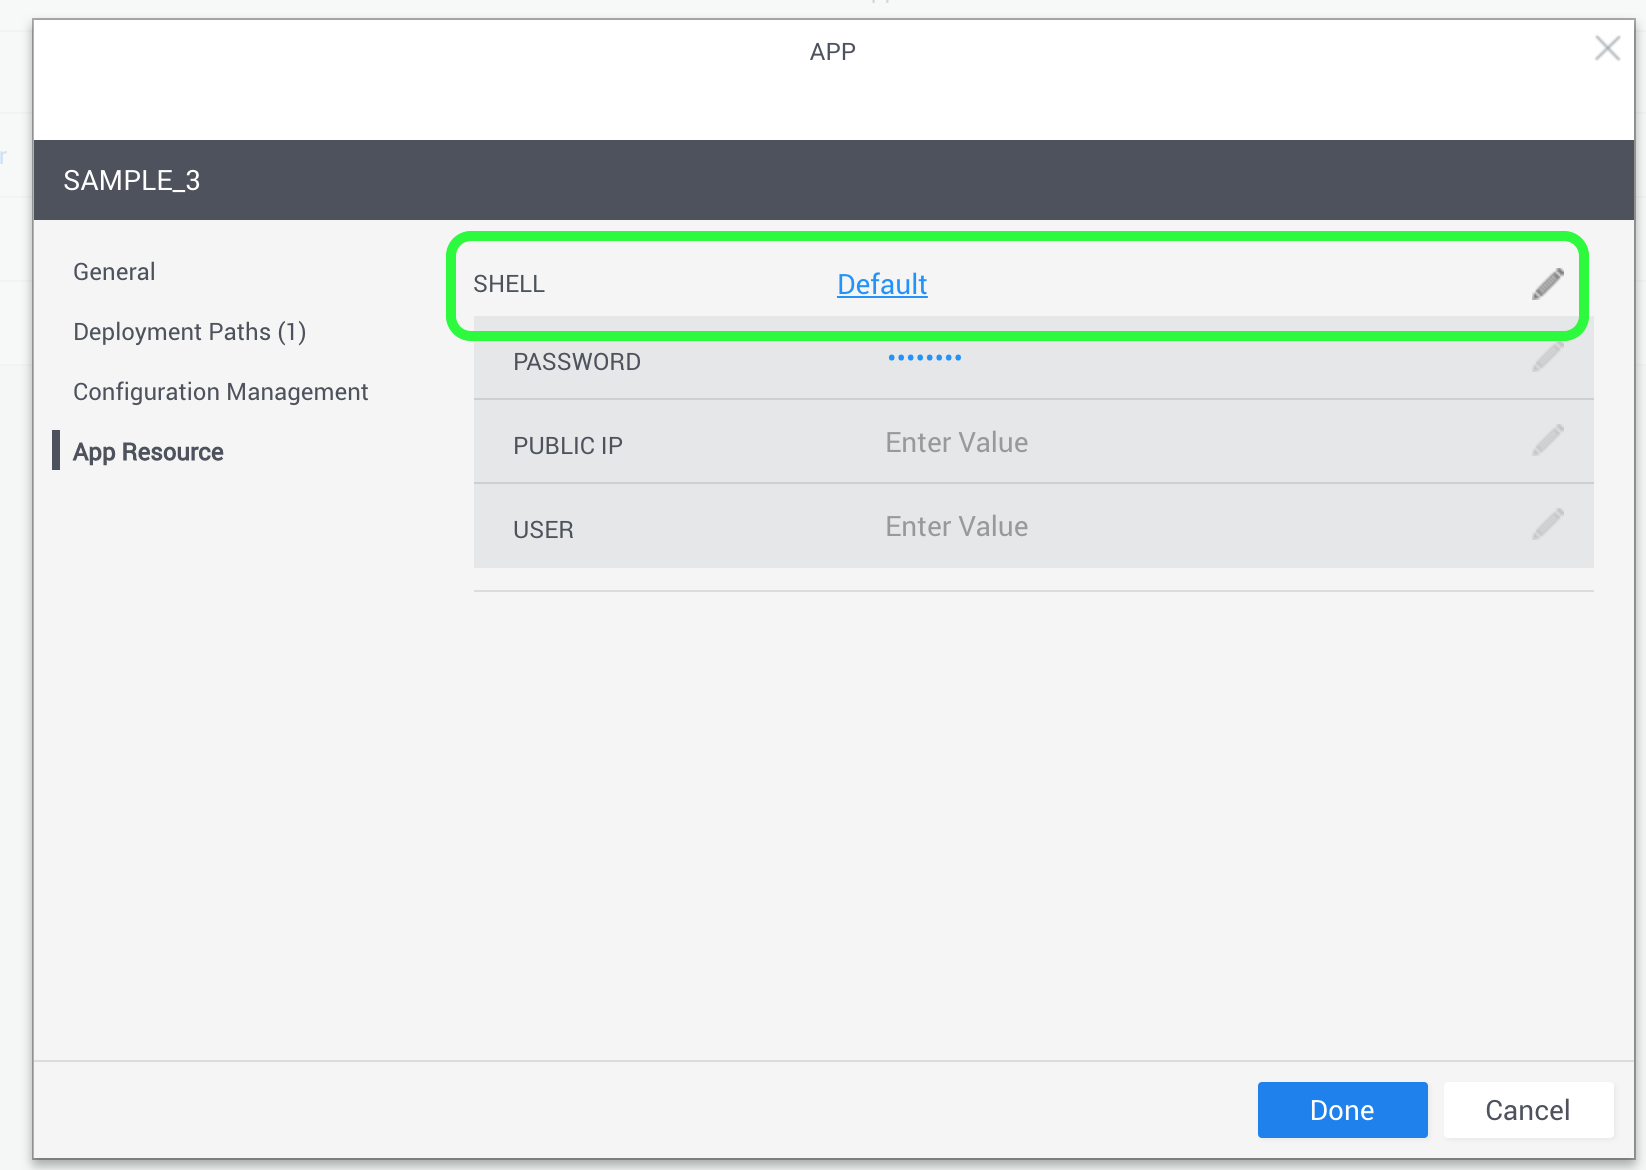 APP
SAMPLE_3
General
Deployment Paths (1)
Configuration Management
App Resource
SHELL Default
PASSWORD ••••••••
PUBLIC IP Enter Value
USER Enter Value
Done Cancel